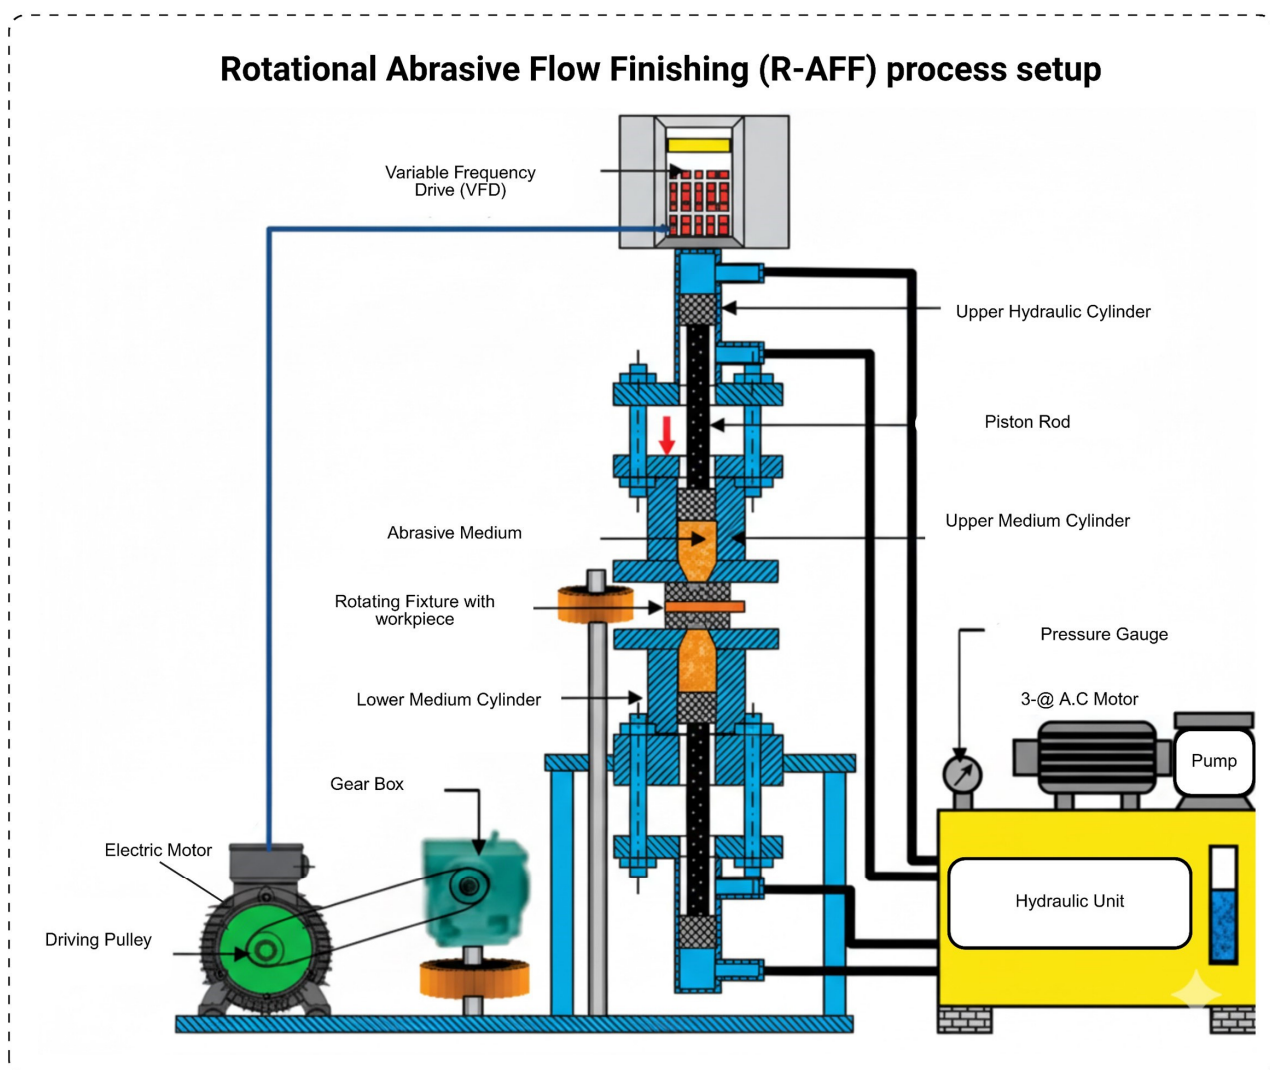 Rotational Abrasive Flow Finishing (R-AFF) process setup
Variable Frequency
Drive (VFD)
Upper Hydraulic Cylinder
Piston Rod
Upper Medium Cylinder
Abrasive Medium
Rotating Fixture with
workpiece
Pressure Gauge
Lower Medium Cylinder
3-@ A.C Motor
Pump
Gear Box
Electric Motor
Hydraulic Unit
Driving Pulley